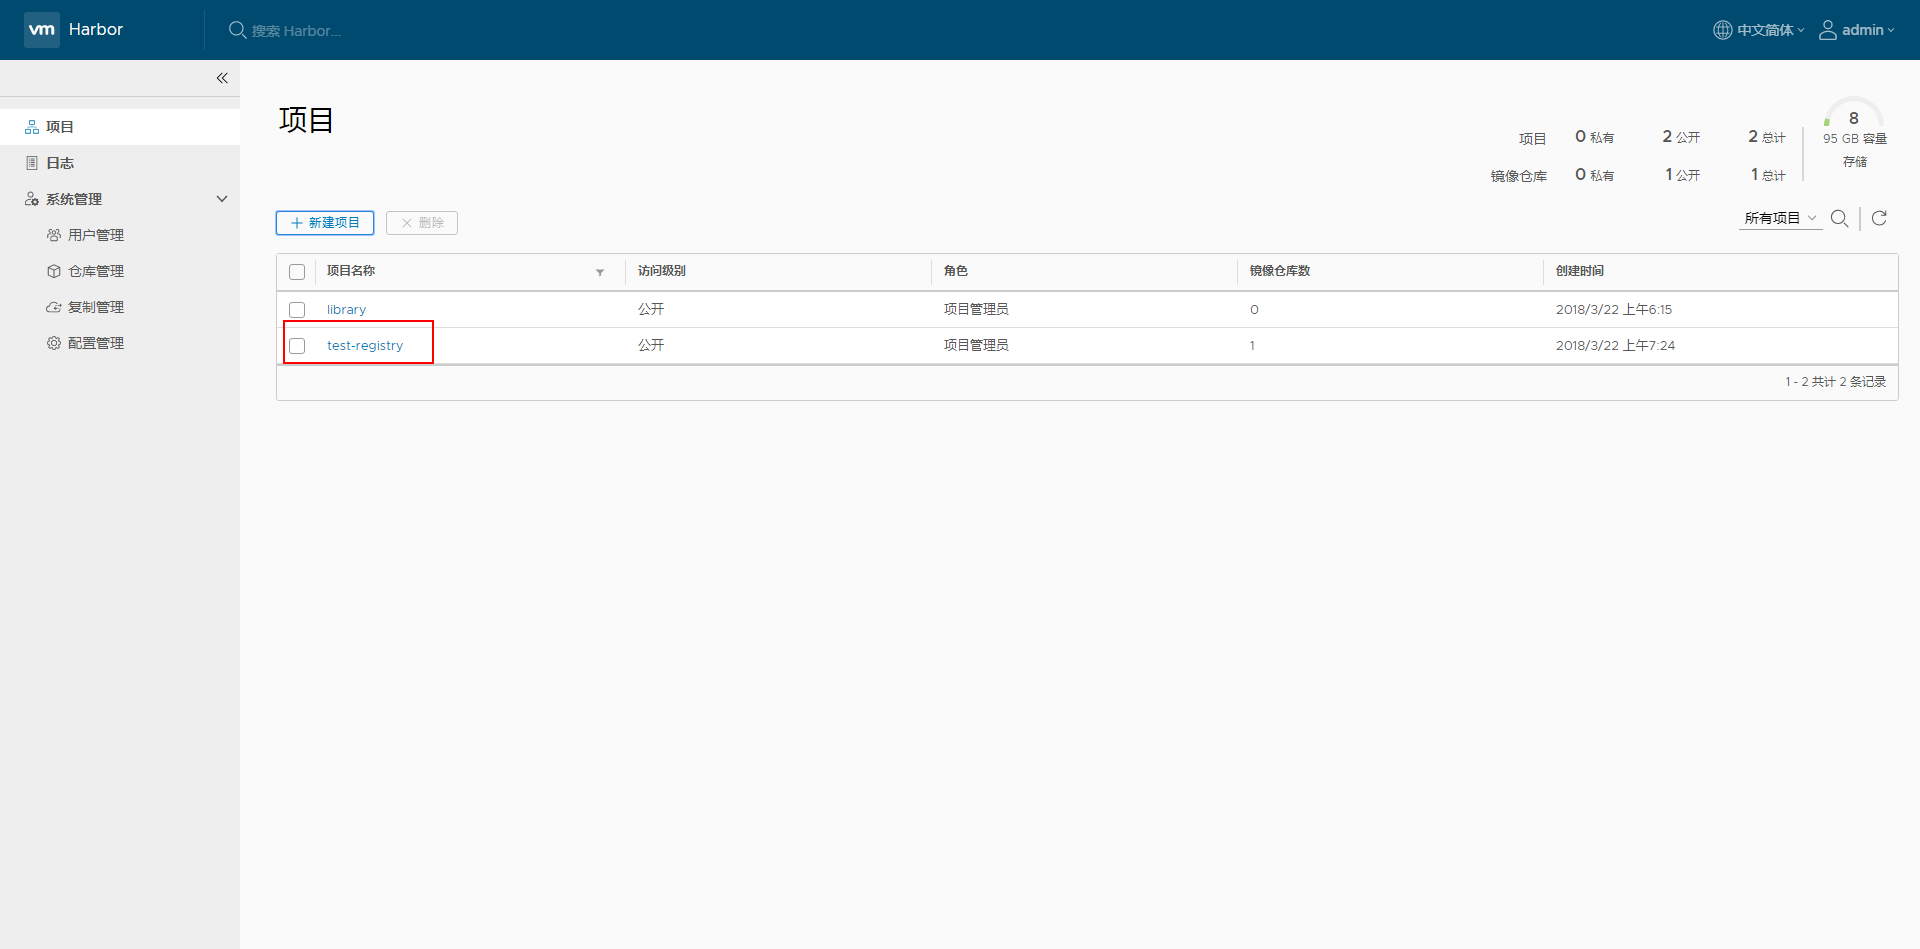 vm Harbor 搜索 Harbor... 中文简体 admin
项目
日志
系统管理
用户管理
仓库管理
复制管理
配置管理
项目
项目 0 私有 2 公开 2 总计
镜像仓库 0 私有 1 公开 1 总计
8
95 GB 容量
存储
新建项目 删除 所有项目
项目名称 访问级别 角色 镜像仓库数 创建时间
library 公开 项目管理员 0 2018/3/22 上午6:15
test-registry 公开 项目管理员 1 2018/3/22 上午7:24
1 - 2 共计 2 条记录